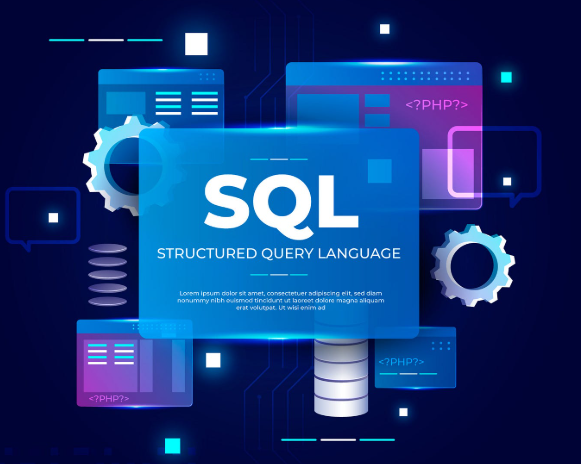 <?PHP?>
SQL
STRUCTURED QUERY LANGUAGE
Lorem ipsum dolor sit amet, consectetuer adipiscing elit, sed diam
nonummy nibh euismod tincidunt ut laoreet dolore magna aliquam
erat volutpat. Ut wisi enim ad
<?PHP?>
<?PHP?>